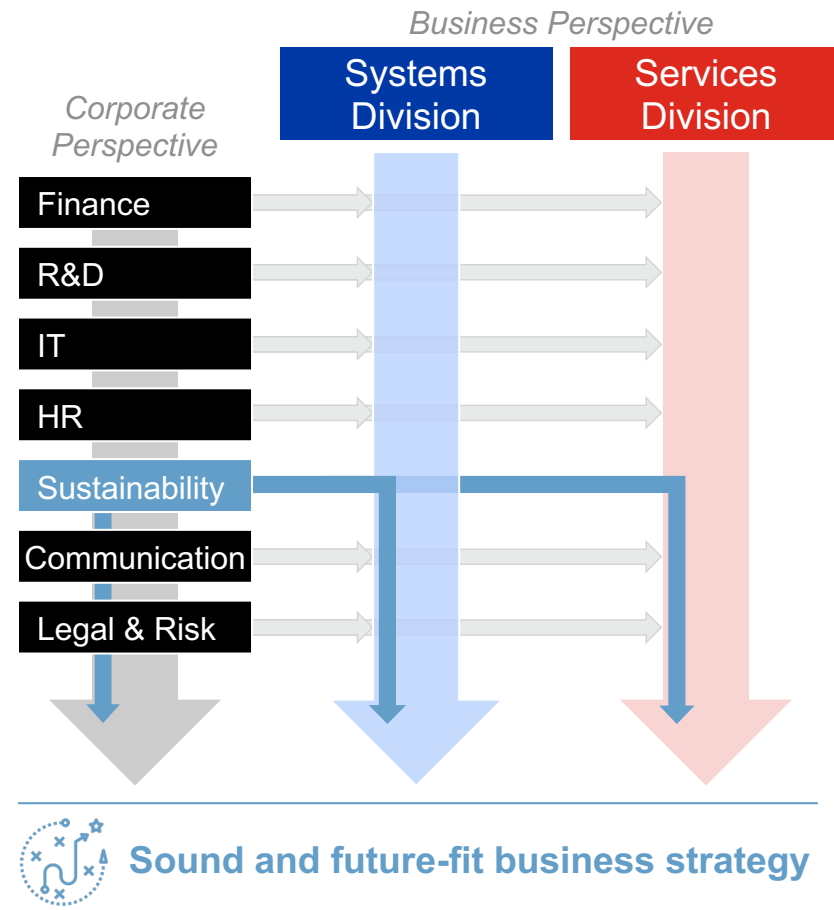 Business Perspective
Systems
Division
Services
Division
Corporate
Perspective
Finance
R&D
IT
HR
Sustainability
Communication
Legal & Risk
Sound and future-fit business strategy